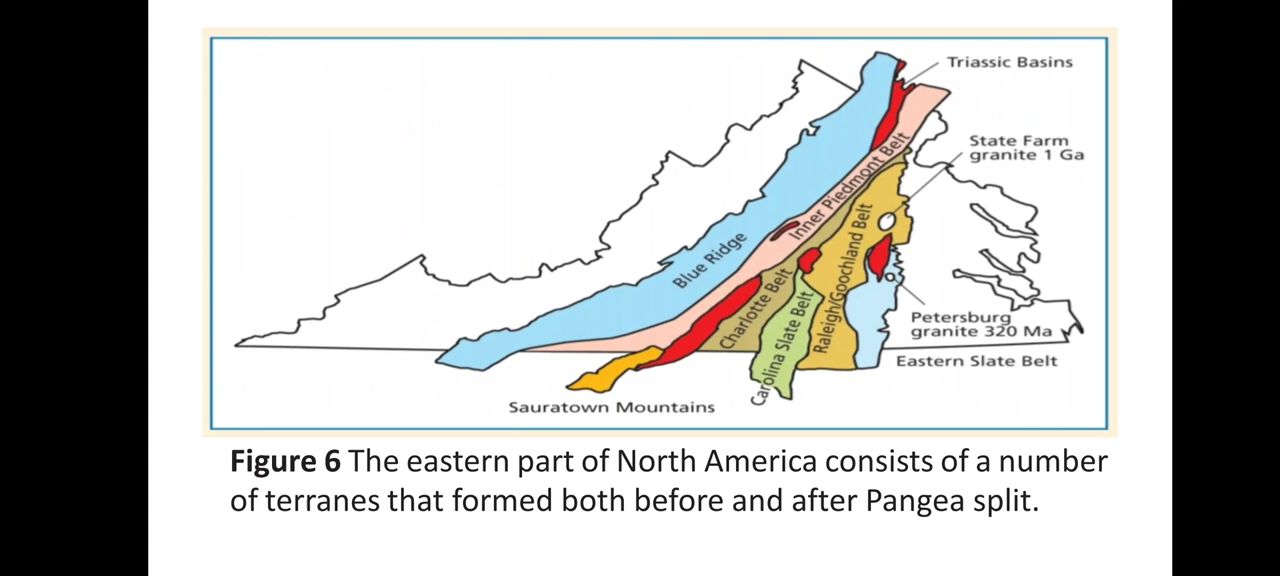 Triassic Basins
State Farm
granite 1 Ga
Inner Piedmont Belt
Blue Ridge
Raleigh/Goochland Belt
Charlotte Belt
Carolina Slate Belt
Petersburg
granite 320 Ma
Eastern Slate Belt
Sauratown Mountains
Figure 6 The eastern part of North America consists of a number
of terranes that formed both before and after Pangea split.